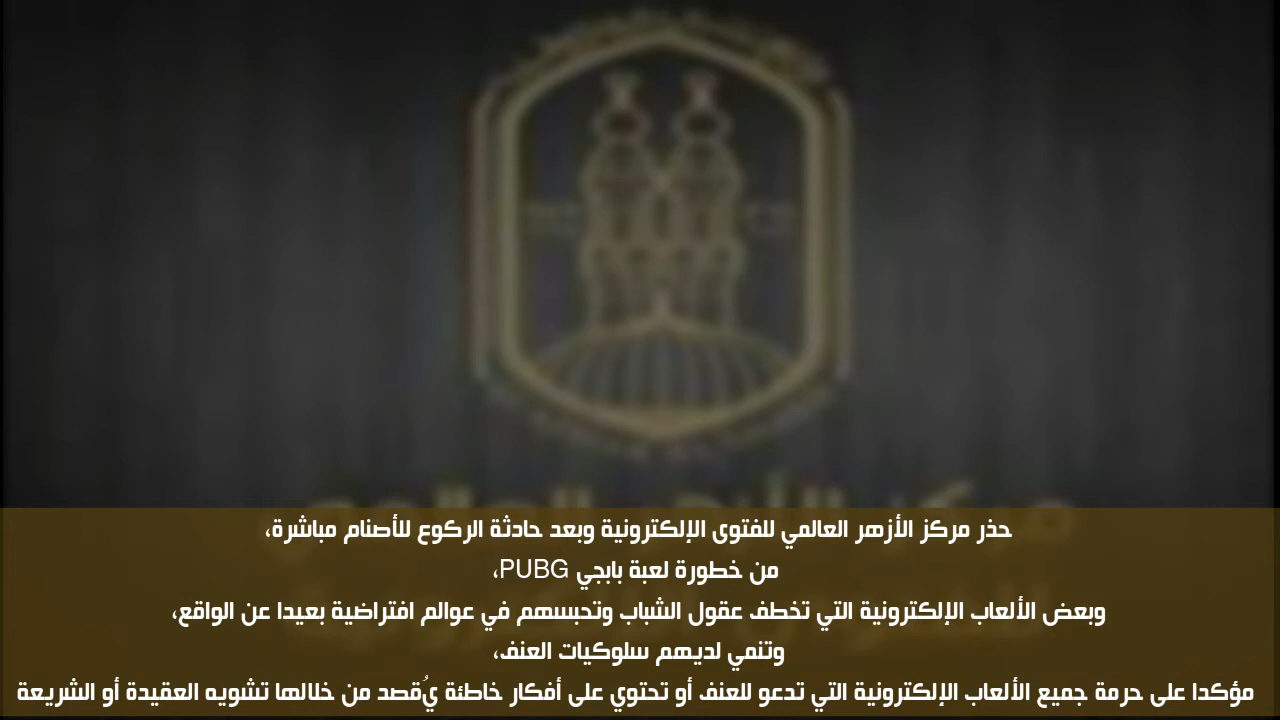 حذر مركز الأزهر العالمي للفتوى الإلكترونية وبعد حادثة الركوع للأصنام مباشرة،
من خطورة لعبة بابجي PUBG،
وبعض الألعاب الإلكترونية التي تخطف عقول الشباب وتحبسهم في عوالم افتراضية بعيدا عن الواقع،
وتنمي لديهم سلوكيات العنف،
مؤكدا على حرمة جميع الألعاب الإلكترونية التي تدعو للعنف أو تحتوي على أفكار خاطئة يُقصد من خلالها تشويه العقيدة أو الشريعة